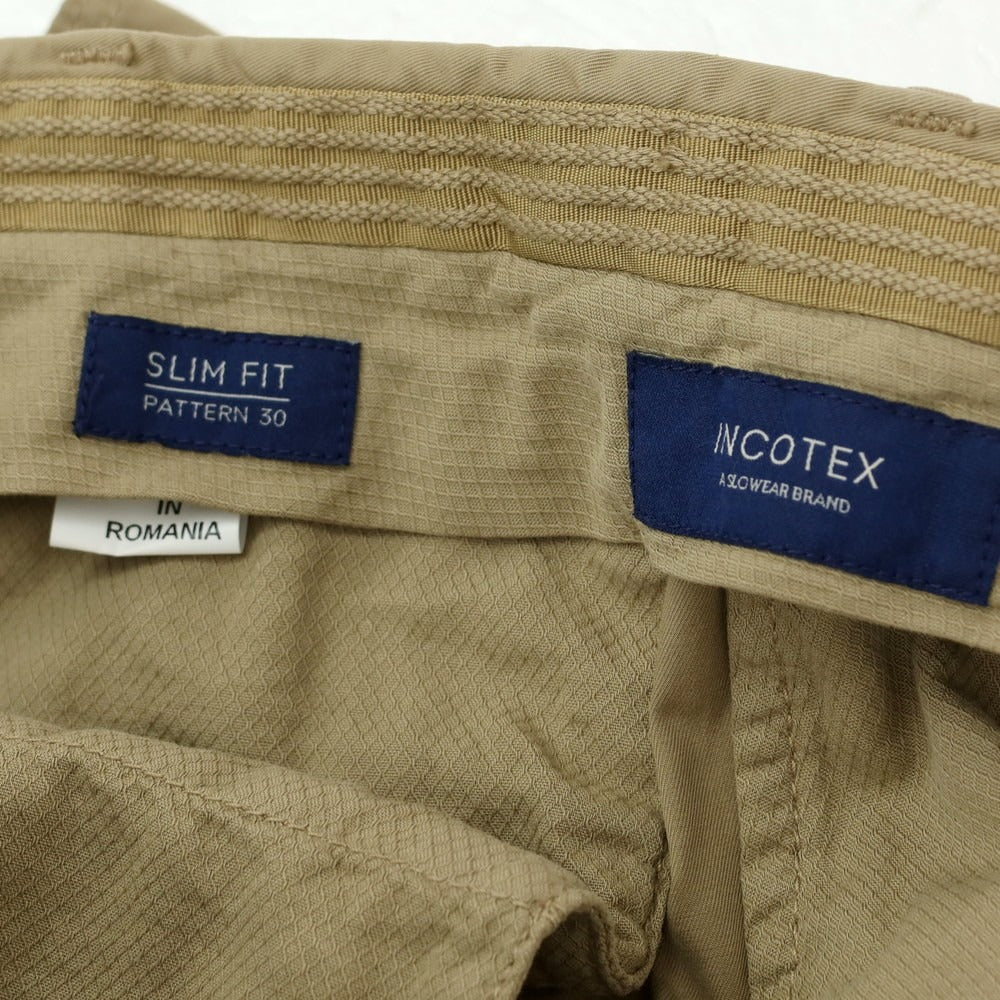 SLIM FIT
PATTERN 30
INCOTEX
A SLOWEAR BRAND
IN
ROMANIA